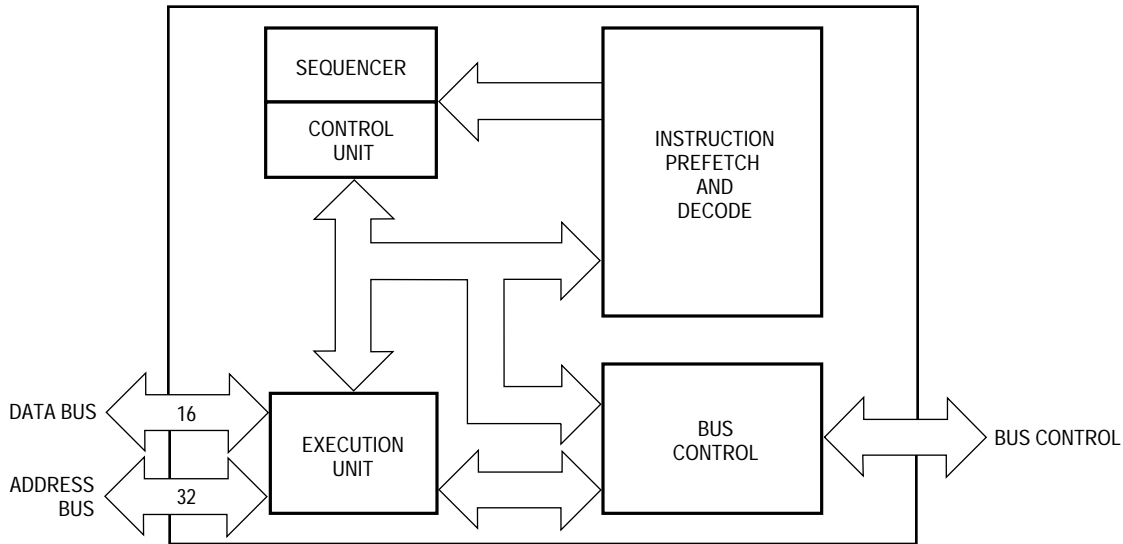 SEQUENCER
CONTROL
UNIT
INSTRUCTION
PREFETCH
AND
DECODE
DATA BUS
16
ADDRESS
BUS
32
EXECUTION
UNIT
BUS
CONTROL
BUS CONTROL